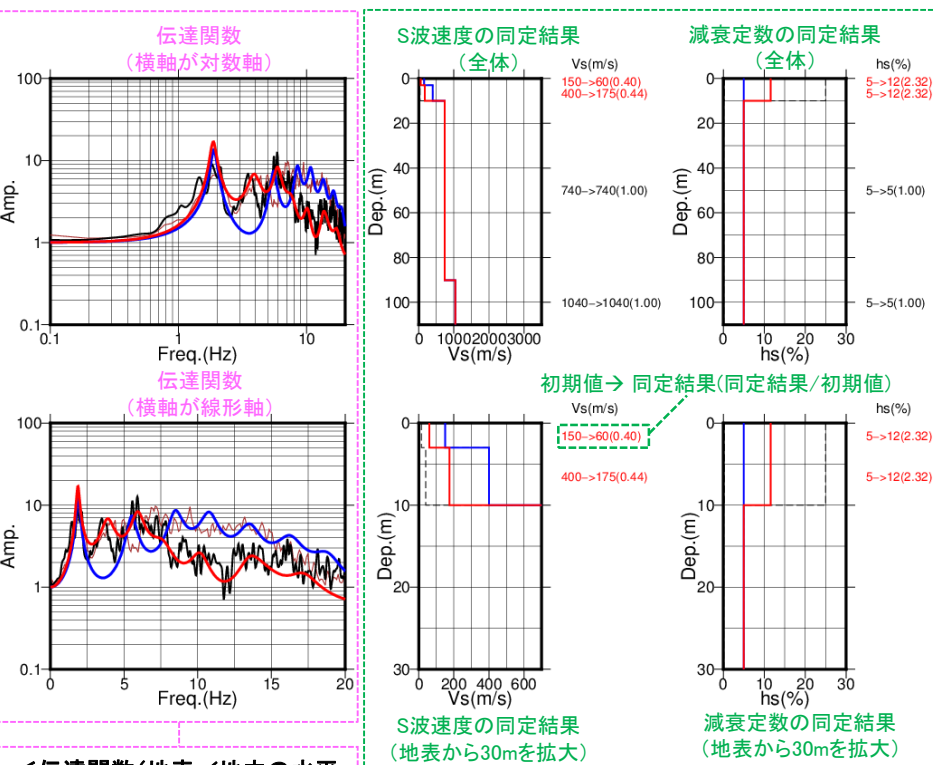 伝達関数
(横軸が対数軸)
100
10
1
0.1
Amp.
0.1
1
10
Freq.(Hz)
S波速度の同定結果
(全体)
0
20
40
60
80
100
Dep.(m)
0 100020003000
Vs(m/s)
Vs(m/s)
150->60(0.40)
400->175(0.44)
740->740(1.00)
1040->1040(1.00)
減衰定数の同定結果
(全体)
0
20
40
60
80
100
Dep.(m)
0 10 20 30
hs(%)
hs(%)
5->12(2.32)
5->12(2.32)
5->5(1.00)
5->5(1.00)
伝達関数
(横軸が線形軸)
100
10
1
0.1
Amp.
0 5 10 15 20
Freq.(Hz)
初期値→ 同定結果(同定結果/初期値)
0
10
20
30
Dep.(m)
0 200 400 600
Vs(m/s)
Vs(m/s)
150->60(0.40)
400->175(0.44)
S波速度の同定結果
(地表から30mを拡大)
0
10
20
30
Dep.(m)
0 10 20 30
hs(%)
hs(%)
5->12(2.32)
5->12(2.32)
減衰定数の同定結果
(地表から30mを拡大)